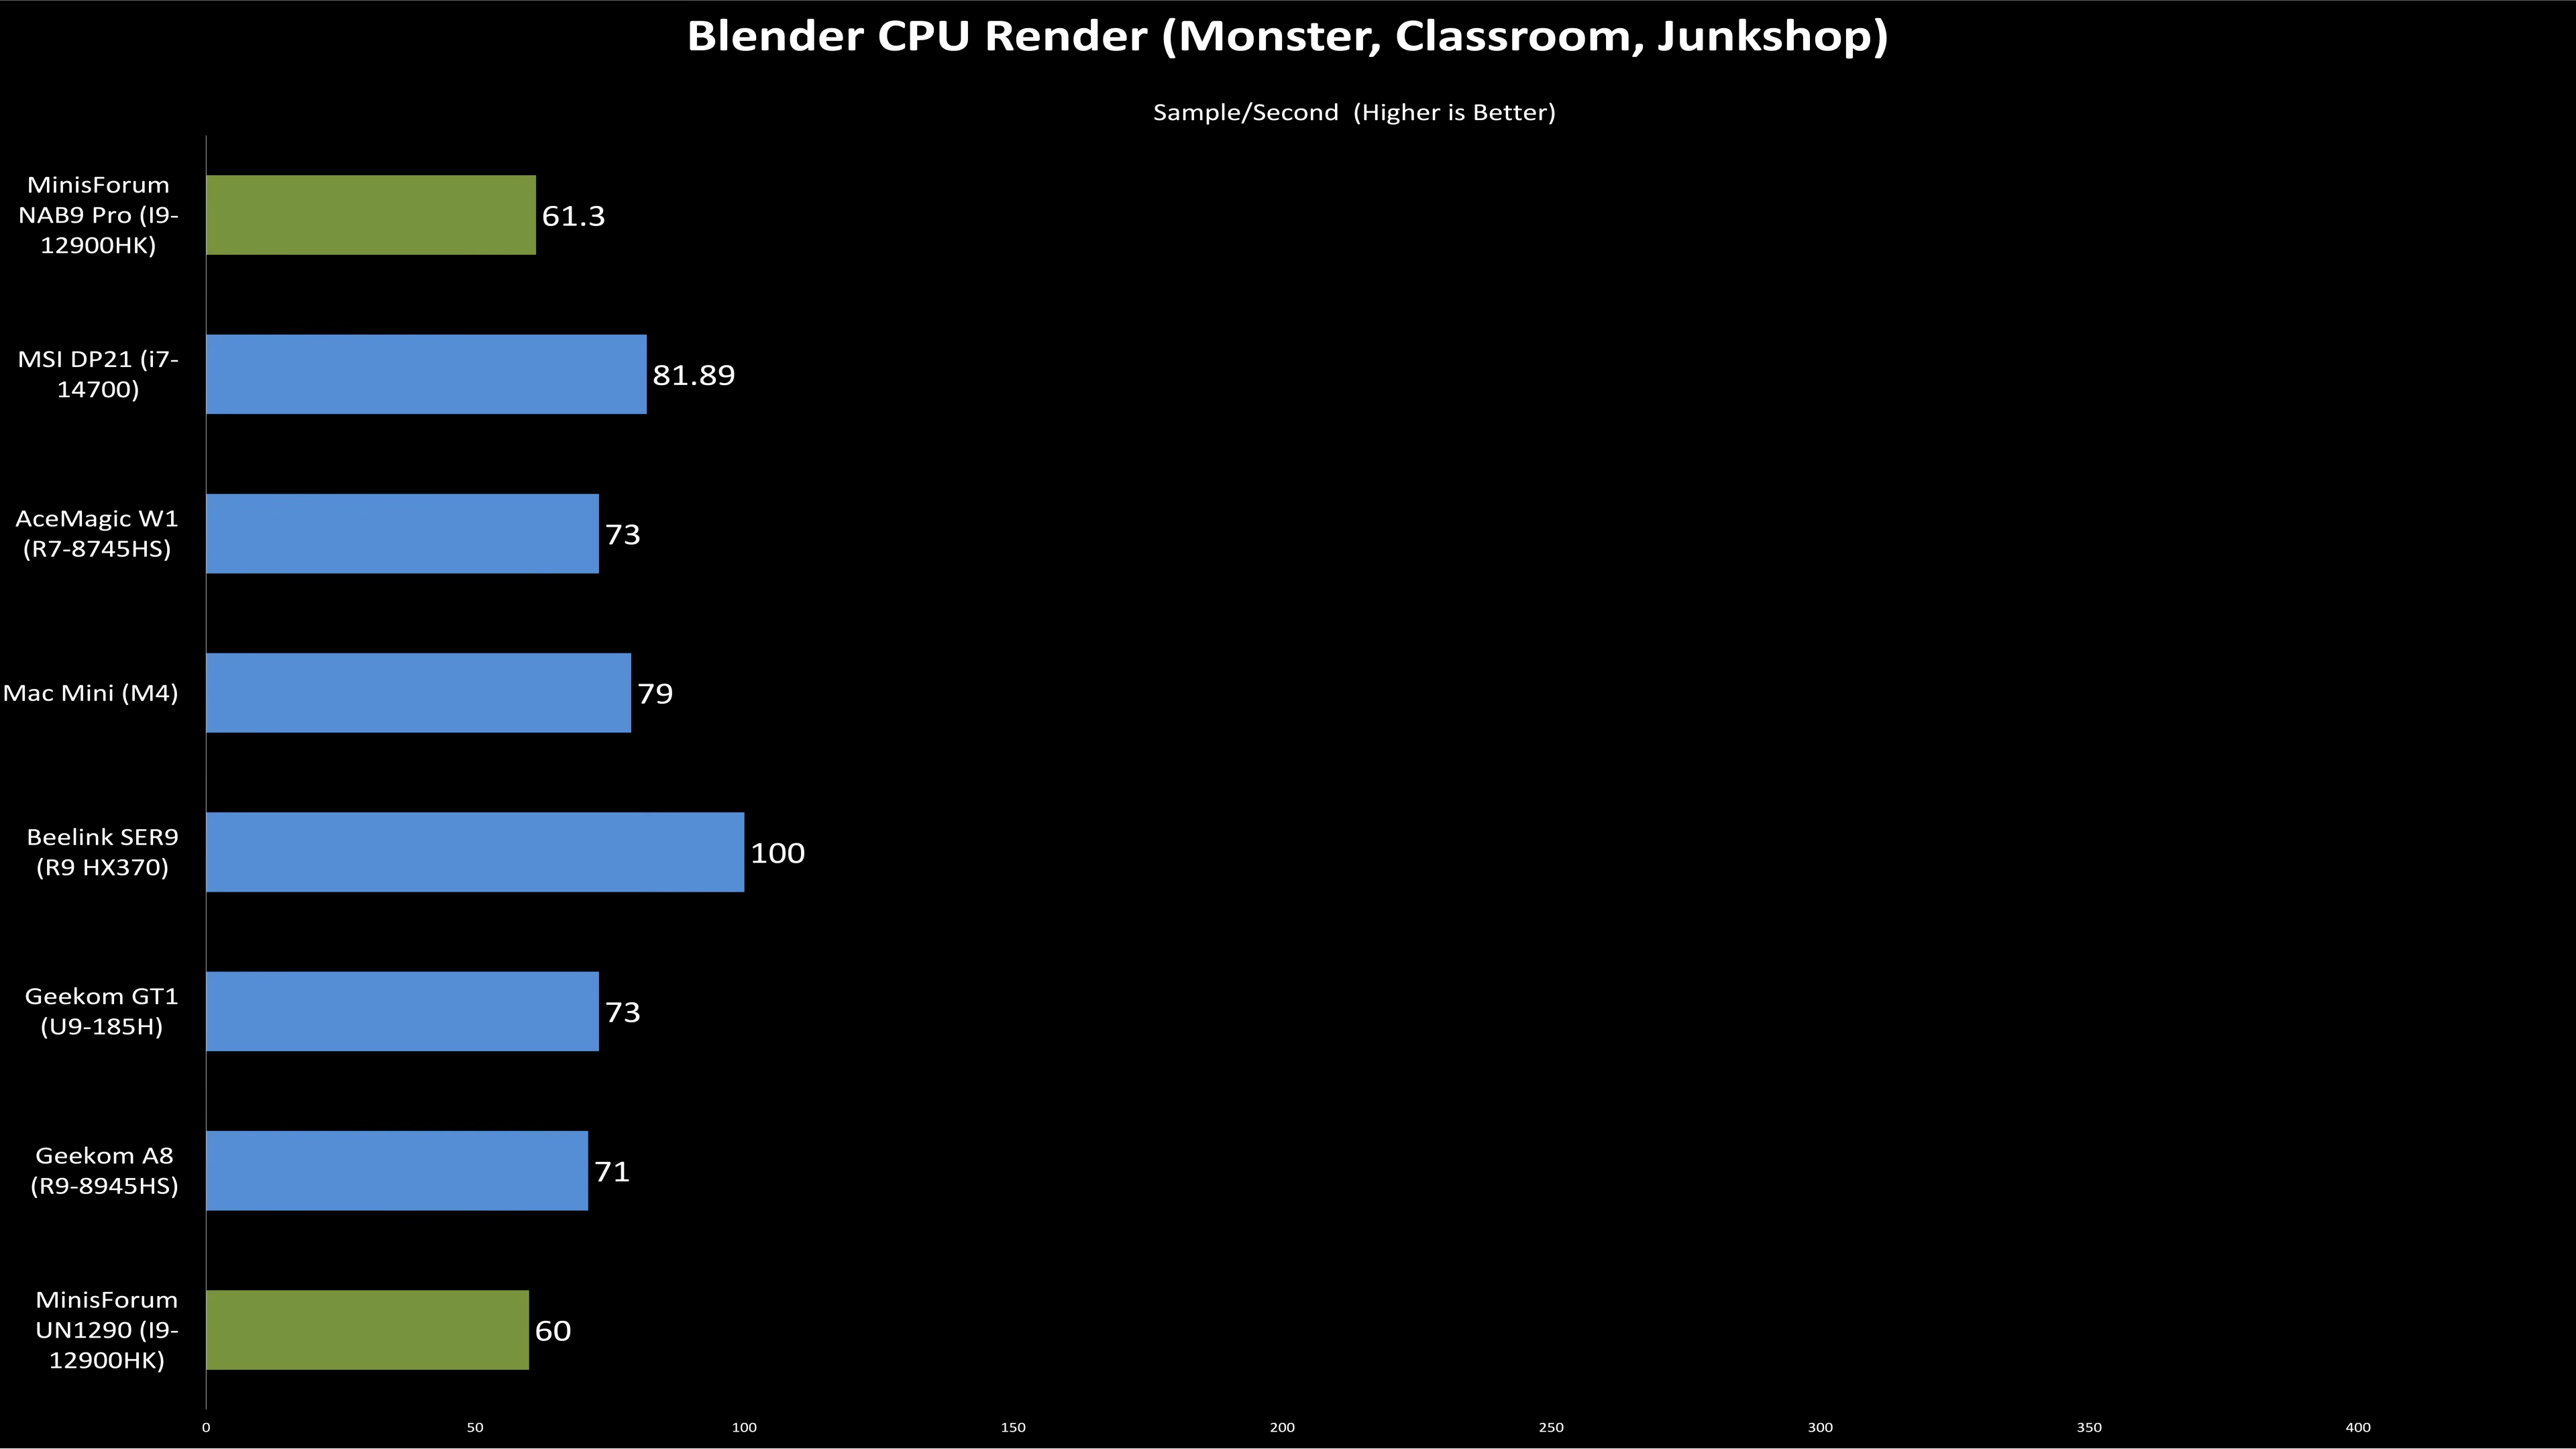 Blender CPU Render (Monster, Classroom, Junkshop)
Sample/Second  (Higher is Better)
MinisForum
NAB9 Pro (I9-
12900HK)
61.3
MSI DP21 (i7-
14700)
81.89
AceMagic W1
(R7-8745HS)
73
Mac Mini (M4)
79
Beelink SER9
(R9 HX370)
100
Geekom GT1
(U9-185H)
73
Geekom A8
(R9-8945HS)
71
MinisForum
UN1290 (I9-
12900HK)
60
0 50 100 150 200 250 300 350 400